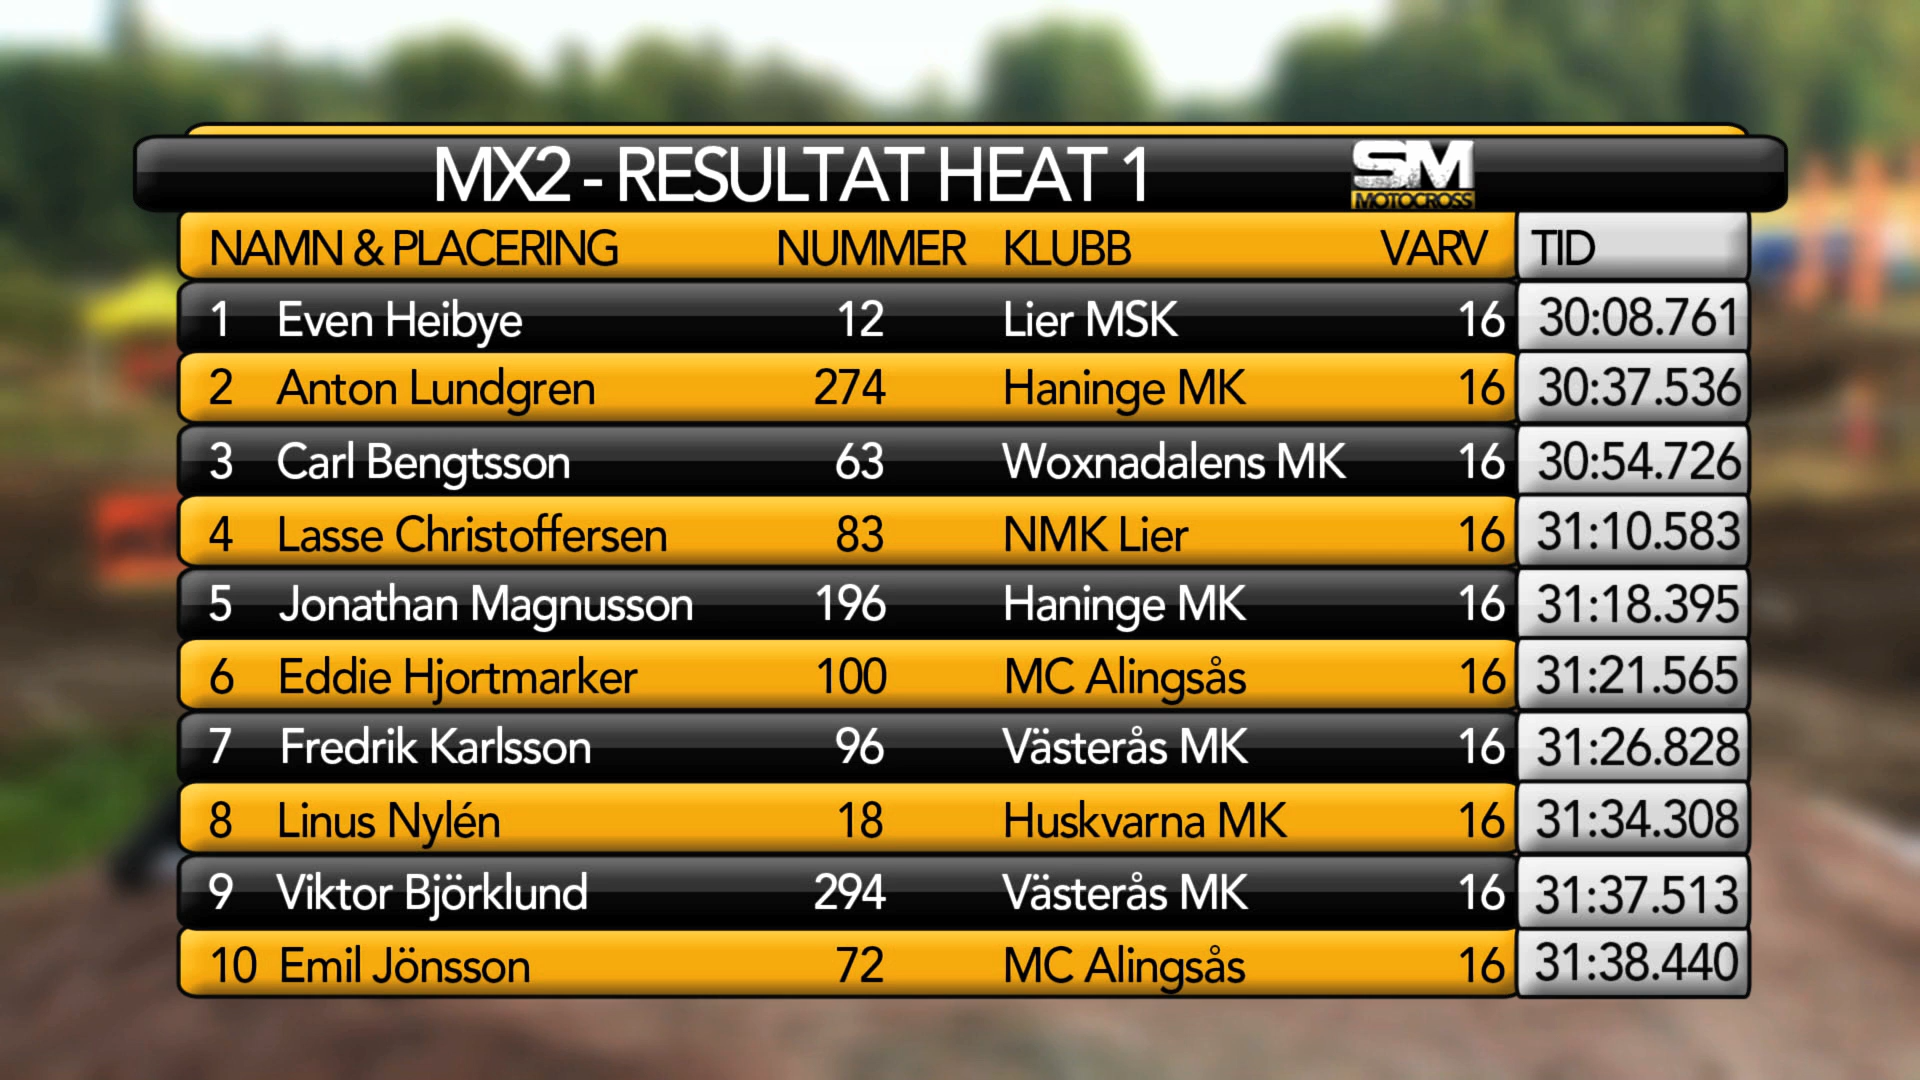 MX2 - RESULTAT HEAT 1 SM MOTOCROSS
NAMN & PLACERING NUMMER KLUBB VARV TID
1 Even Heibye 12 Lier MSK 16 30:08.761
2 Anton Lundgren 274 Haninge MK 16 30:37.536
3 Carl Bengtsson 63 Woxnadalens MK 16 30:54.726
4 Lasse Christoffersen 83 NMK Lier 16 31:10.583
5 Jonathan Magnusson 196 Haninge MK 16 31:18.395
6 Eddie Hjortmarker 100 MC Alingsås 16 31:21.565
7 Fredrik Karlsson 96 Västerås MK 16 31:26.828
8 Linus Nylén 18 Huskvarna MK 16 31:34.308
9 Viktor Björklund 294 Västerås MK 16 31:37.513
10 Emil Jönsson 72 MC Alingsås 16 31:38.440